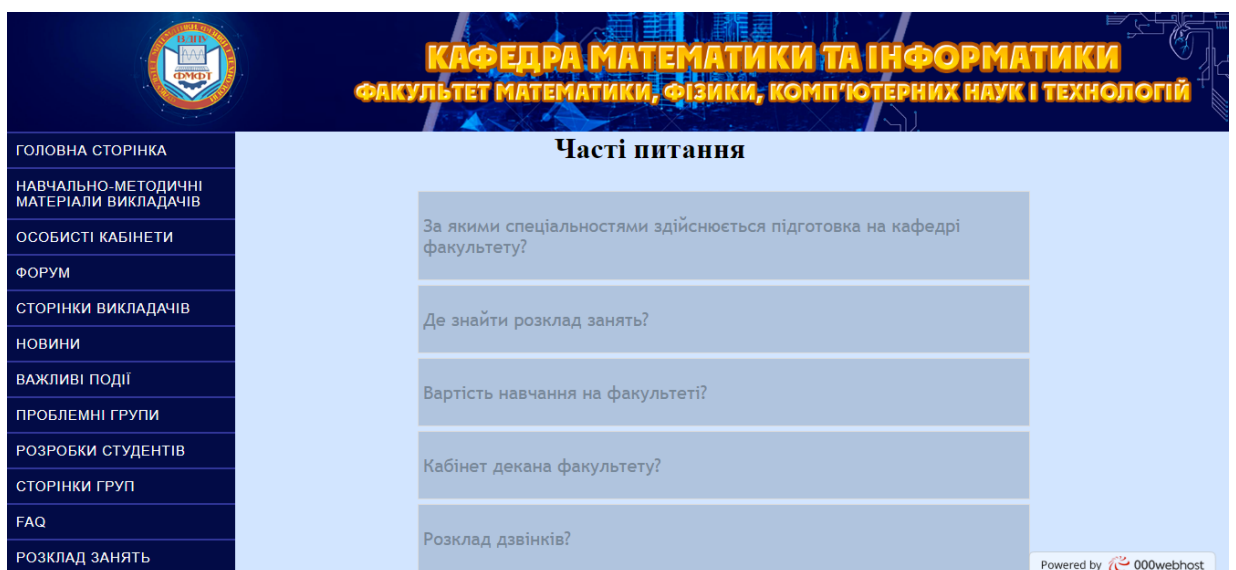 ВДПУ
ФМФТ
КАФЕДРА МАТЕМАТИКИ ТА ІНФОРМАТИКИ
ФАКУЛЬТЕТ МАТЕМАТИКИ, ФІЗИКИ, КОМП'ЮТЕРНИХ НАУК І ТЕХНОЛОГІЙ
ГОЛОВНА СТОРІНКА
НАВЧАЛЬНО-МЕТОДИЧНІ
МАТЕРІАЛИ ВИКЛАДАЧІВ
ОСОБИСТІ КАБІНЕТИ
ФОРУМ
СТОРІНКИ ВИКЛАДАЧІВ
НОВИНИ
ВАЖЛИВІ ПОДІЇ
ПРОБЛЕМНІ ГРУПИ
РОЗРОБКИ СТУДЕНТІВ
СТОРІНКИ ГРУП
FAQ
РОЗКЛАД ЗАНЯТЬ
Часті питання
За якими спеціальностями здійснюється підготовка на кафедрі
факультету?
Де знайти розклад занять?
Вартість навчання на факультеті?
Кабінет декана факультету?
Розклад дзвінків?
Powered by 000webhost